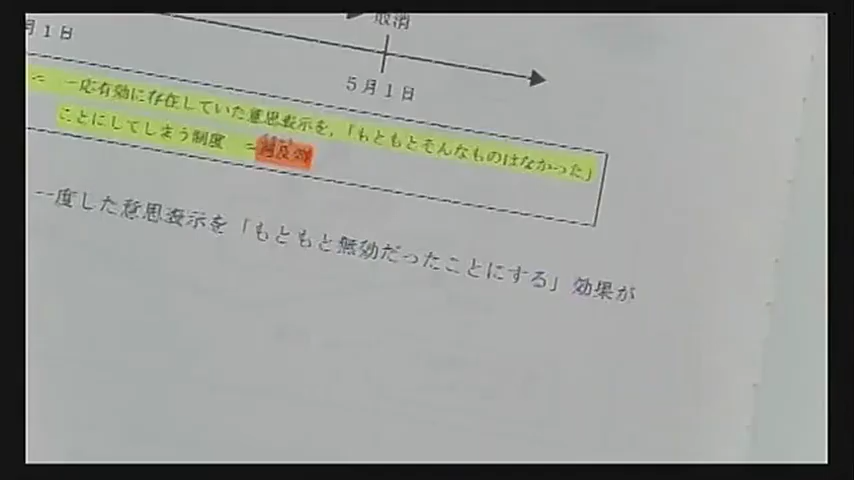 取消
月1日
5月1日
= 一応有効に存在していた意思表示を,「もともとそんなものはなかった」
ことにしてしまう制度 =遡及効
一度した意思表示を「もともと無効だったことにする」効果が